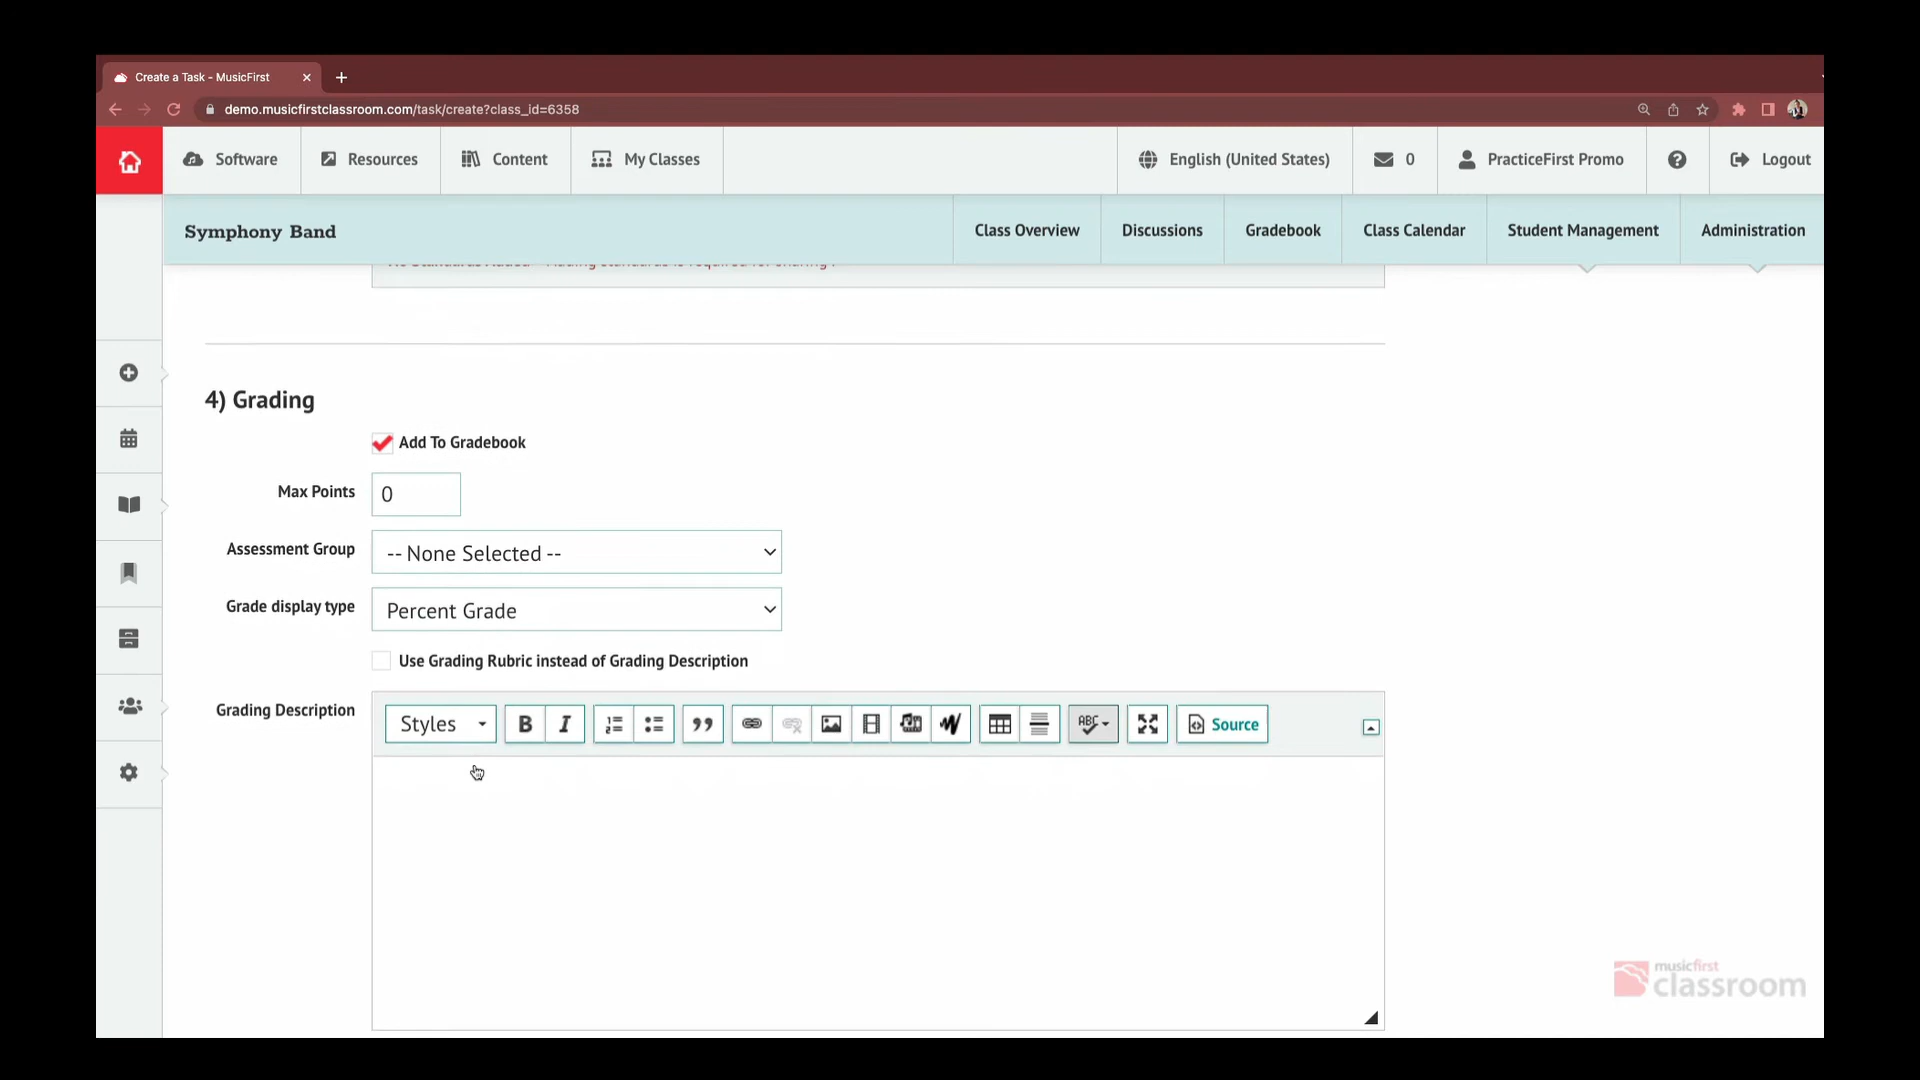 Create a Task - MusicFirst
demo.musicfirstclassroom.com/task/create?class_id=6358
Software
Resources
Content
My Classes
English (United States)
0
PracticeFirst Promo
Logout
Symphony Band
Class Overview
Discussions
Gradebook
Class Calendar
Student Management
Administration
4) Grading
Add To Gradebook
Max Points
0
Assessment Group
-- None Selected --
Grade display type
Percent Grade
Use Grading Rubric instead of Grading Description
Grading Description
Styles
B I
ABC
Source
musicfirst
classroom